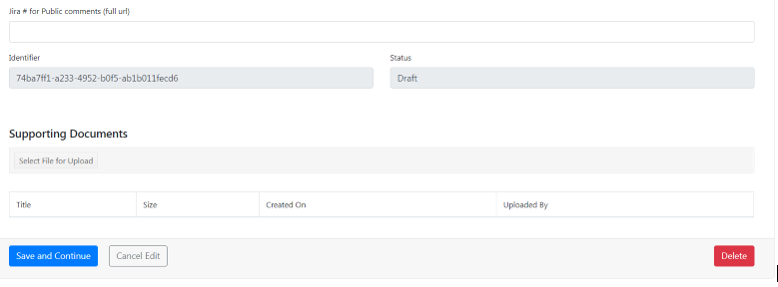 Jira # for Public comments (full url)
Identifier Status
74ba7ff1-a233-4952-b0f5-ab1b011fecd6 Draft
Supporting Documents
Select File for Upload
Title Size Created On Uploaded By
Save and Continue Cancel Edit Delete